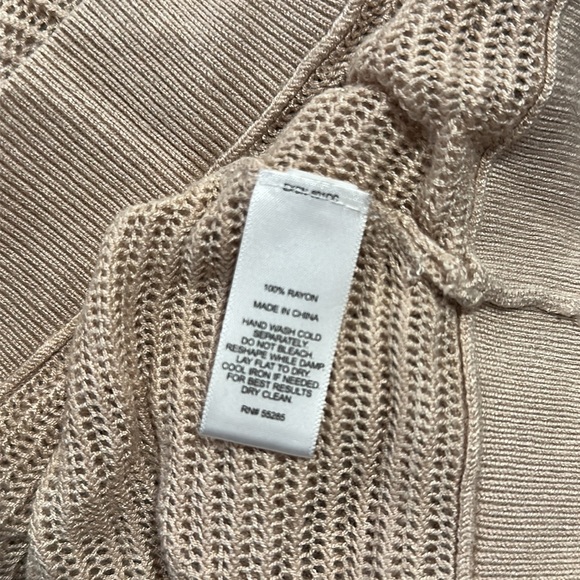 100% RAYON
MADE IN CHINA
HAND WASH COLD
SEPARATELY
DO NOT BLEACH
RESHAPE WHILE DAMP
LAY FLAT TO DRY
COOL IRON IF NEEDED.
FOR BEST RESULTS
DRY CLEAN.
RN# 55285